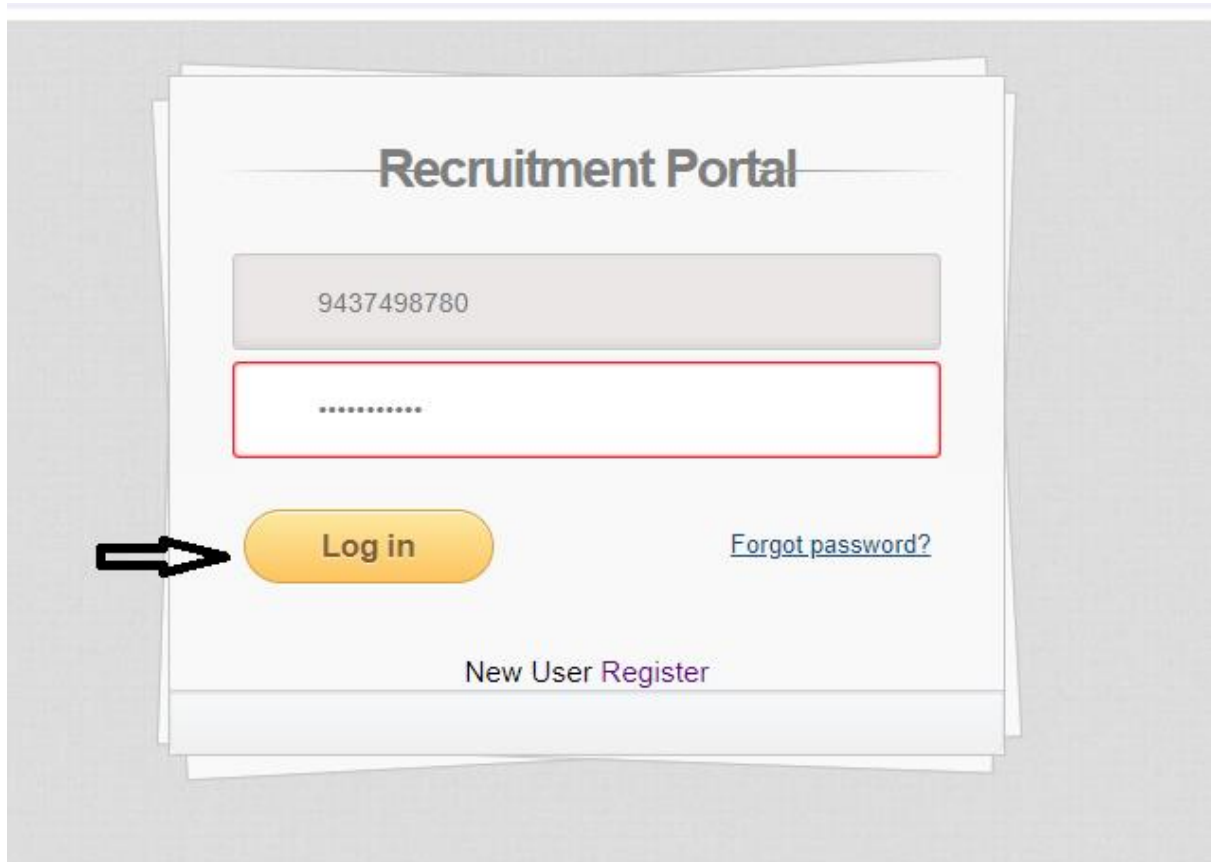 Recruitment Portal
9437498780
•••••••••••
Log in
Forgot password?
New User Register